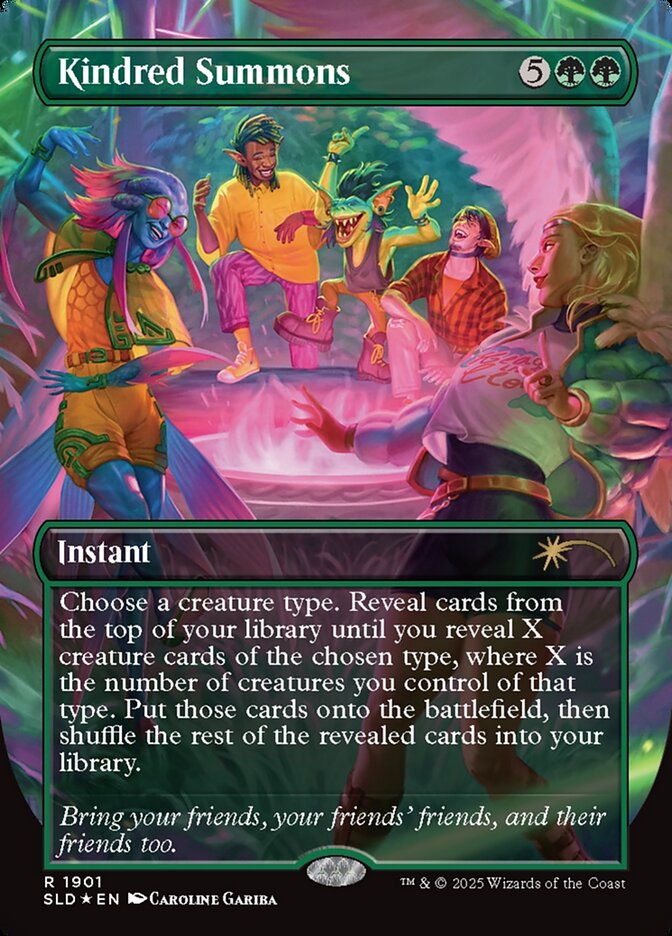 Kindred Summons 5
Instant
Choose a creature type. Reveal cards from
the top of your library until you reveal X
creature cards of the chosen type, where X is
the number of creatures you control of that
type. Put those cards onto the battlefield, then
shuffle the rest of the revealed cards into your
library.
Bring your friends, your friends' friends, and their
friends too.
R 1901
SLD ★ EN Caroline Gariba
™ & © 2025 Wizards of the Coast